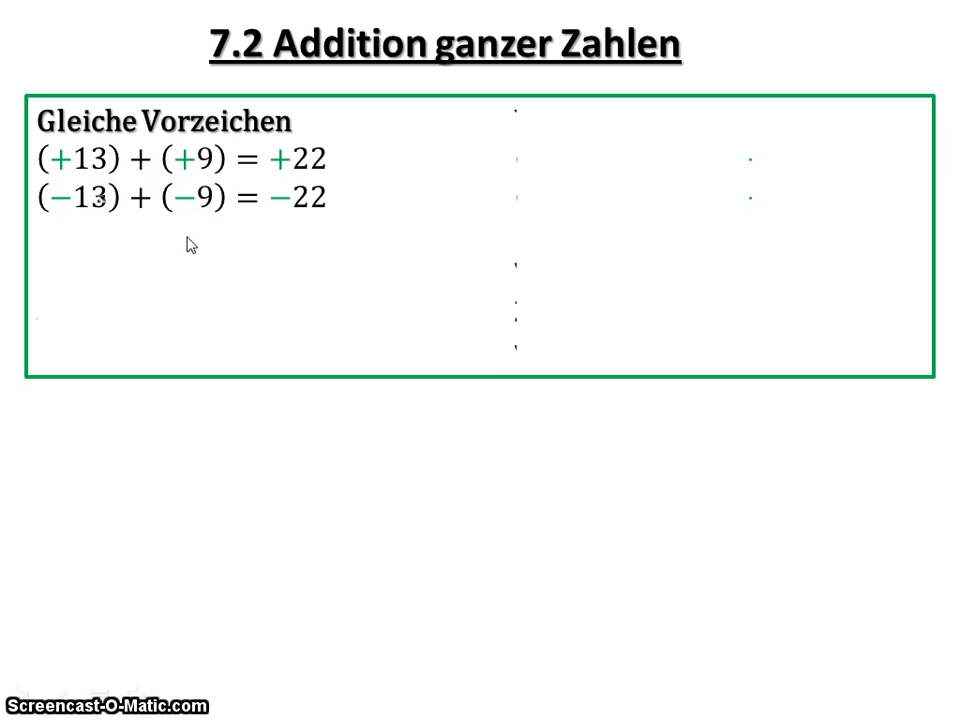 7.2 Addition ganzer Zahlen
Gleiche Vorzeichen
(+13) + (+9) = +22
(−13) + (−9) = −22
Screencast-O-Matic.com